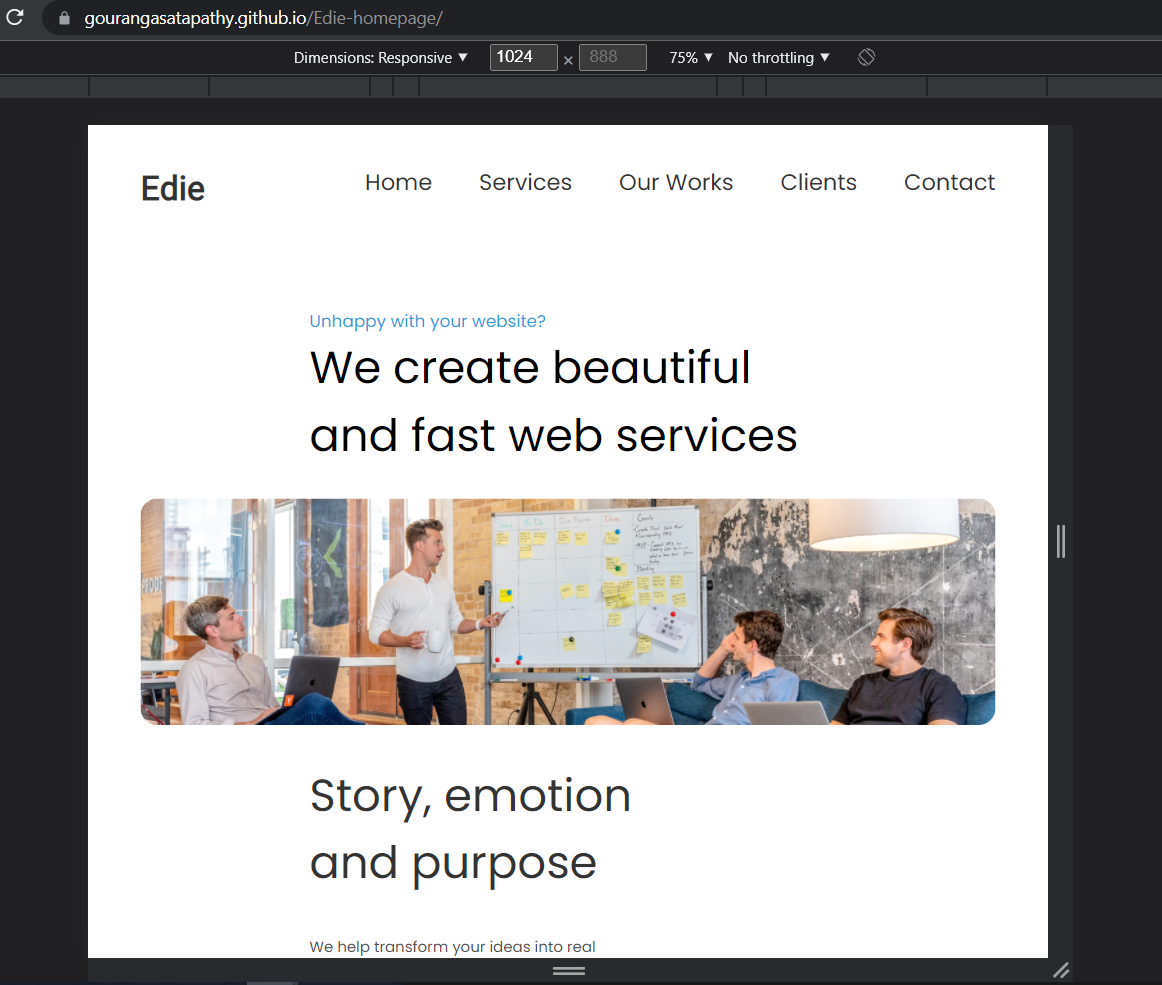 gourangasatapathy.github.io/Edie-homepage/
Dimensions: Responsive ▼ 1024 × 888 75% ▼ No throttling ▼
Edie Home Services Our Works Clients Contact
Unhappy with your website?
We create beautiful
and fast web services
PROOF
Goals
Story, emotion
and purpose
We help transform your ideas into real